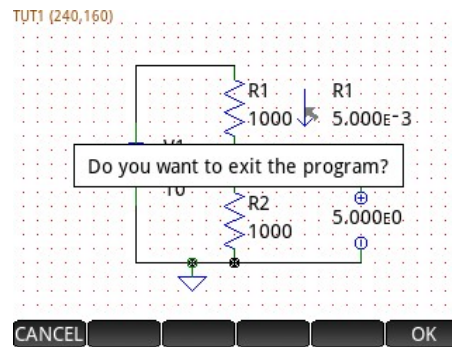 TUT1 (240,160)
R1
R1
1000
5.000E-3
Do you want to exit the program?
10
R2
5.000E0
1000
CANCEL
OK